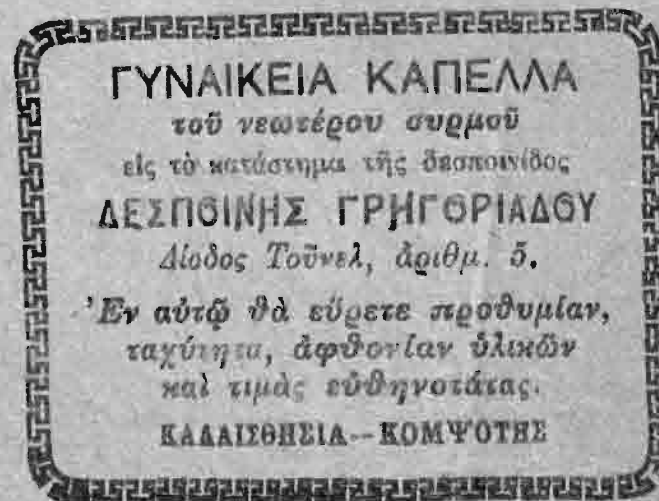 ΓΥΝΑΙΚΕΙΑ ΚΑΠΕΛΛΑ
τοῦ νεωτέρου συρμοῦ
εἰς τὸ κατάστημα τῆς δεσποινίδος
ΔΕΣΠΟΙΝΗΣ ΓΡΗΓΟΡΙΑΔΟΥ
Δίοδος Τοῦνελ, ἀριθμ. 5.
Ἐν αὐτῷ θὰ εὕρετε προθυμίαν,
ταχύτητα, ἀφθονίαν ὑλικῶν
καὶ τιμὰς εὐθηνοτάτας.
ΚΑΛΑΙΣΘΗΣΙΑ--ΚΟΜΨΟΤΗΣ